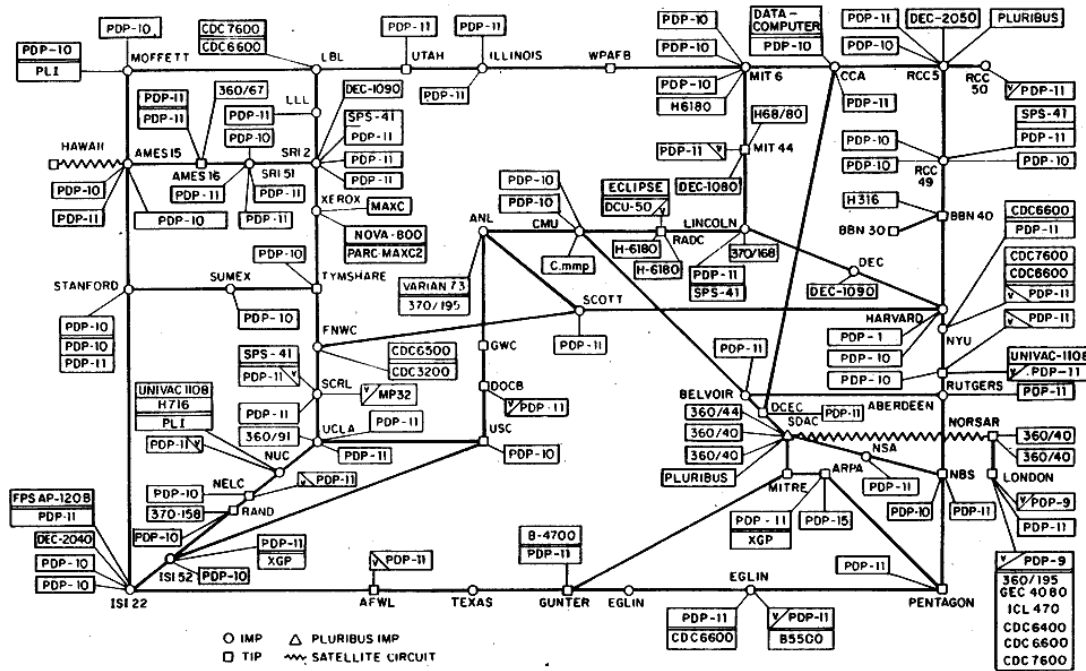 PDP-10
PLI
PDP-10
MOFFETT
CDC7600
CDC6600
LBL
PDP-11
UTAH
PDP-11
ILLINOIS
PDP-11
WPAFB
PDP-10
PDP-10
PDP-10
H6180
MIT 6
DATA-
COMPUTER
PDP-10
CCA
PDP-11
PDP-11
PDP-10
DEC-2050
PLURIBUS
RCC 5
RCC
50
PDP-11
LLL
PDP-11
PDP-11
PDP-11
360/67
DEC-1090
SPS-41
PDP-11
PDP-11
PDP-11
HAWAII
AMES 15
AMES 16
PDP-10
SRI 51
SRI 2
PDP-11
PDP-11
PDP-10
PDP-11
PDP-10
H68/80
PDP-11
MIT 44
DEC-1080
PDP-10
PDP-10
SPS-41
PDP-11
PDP-10
RCC
49
XEROX
MAXC
NOVA-800
PARC-MAXC2
ANL
PDP-10
PDP-10
CMU
C.mmp
ECLIPSE
DCU-50
RADC
H-6180
H-6180
LINCOLN
370/168
PDP-11
SPS-41
H316
BBN 40
BBN 30
CDC6600
PDP-11
CDC7600
CDC6600
PDP-11
PDP-11
DEC
DEC-1090
STANFORD
SUMEX
PDP-10
PDP-10
TYMSHARE
PDP-10
PDP-10
PDP-11
VARIAN 73
370/195
SCOTT
PDP-11
HARVARD
PDP-1
PDP-10
PDP-10
NYU
FNWC
CDC6500
CDC3200
GWC
SPS-41
PDP-11
SCRL
MP32
PDP-11
DOCB
PDP-11
PDP-11
BELVOIR
UNIVAC-1108
PDP-11
PDP-11
RUTGERS
ABERDEEN
UNIVAC 1108
H716
PLI
PDP-11
360/91
UCLA
PDP-11
PDP-11
USC
PDP-10
360/44
360/40
360/40
PLURIBUS
DCEC
PDP-11
SDAC
NORSAR
360/40
360/40
NUC
NELC
PDP-11
PDP-10
370-158
RAND
PDP-10
NSA
PDP-11
MITRE
ARPA
PDP-11
XGP
PDP-15
NBS
PDP-10
PDP-11
LONDON
PDP-9
PDP-11
FPS AP-120B
PDP-11
DEC-2040
PDP-10
PDP-10
ISI 22
ISI 52
PDP-11
XGP
PDP-10
PDP-11
AFWL
TEXAS
B-4700
PDP-11
GUNTER
EGLIN
EGLIN
PDP-11
CDC6600
PDP-11
B5500
PDP-11
PENTAGON
PDP-9
360/195
GEC 4080
ICL 470
CDC6400
CDC6600
CDC7600
IMP
PLURIBUS IMP
TIP
SATELLITE CIRCUIT